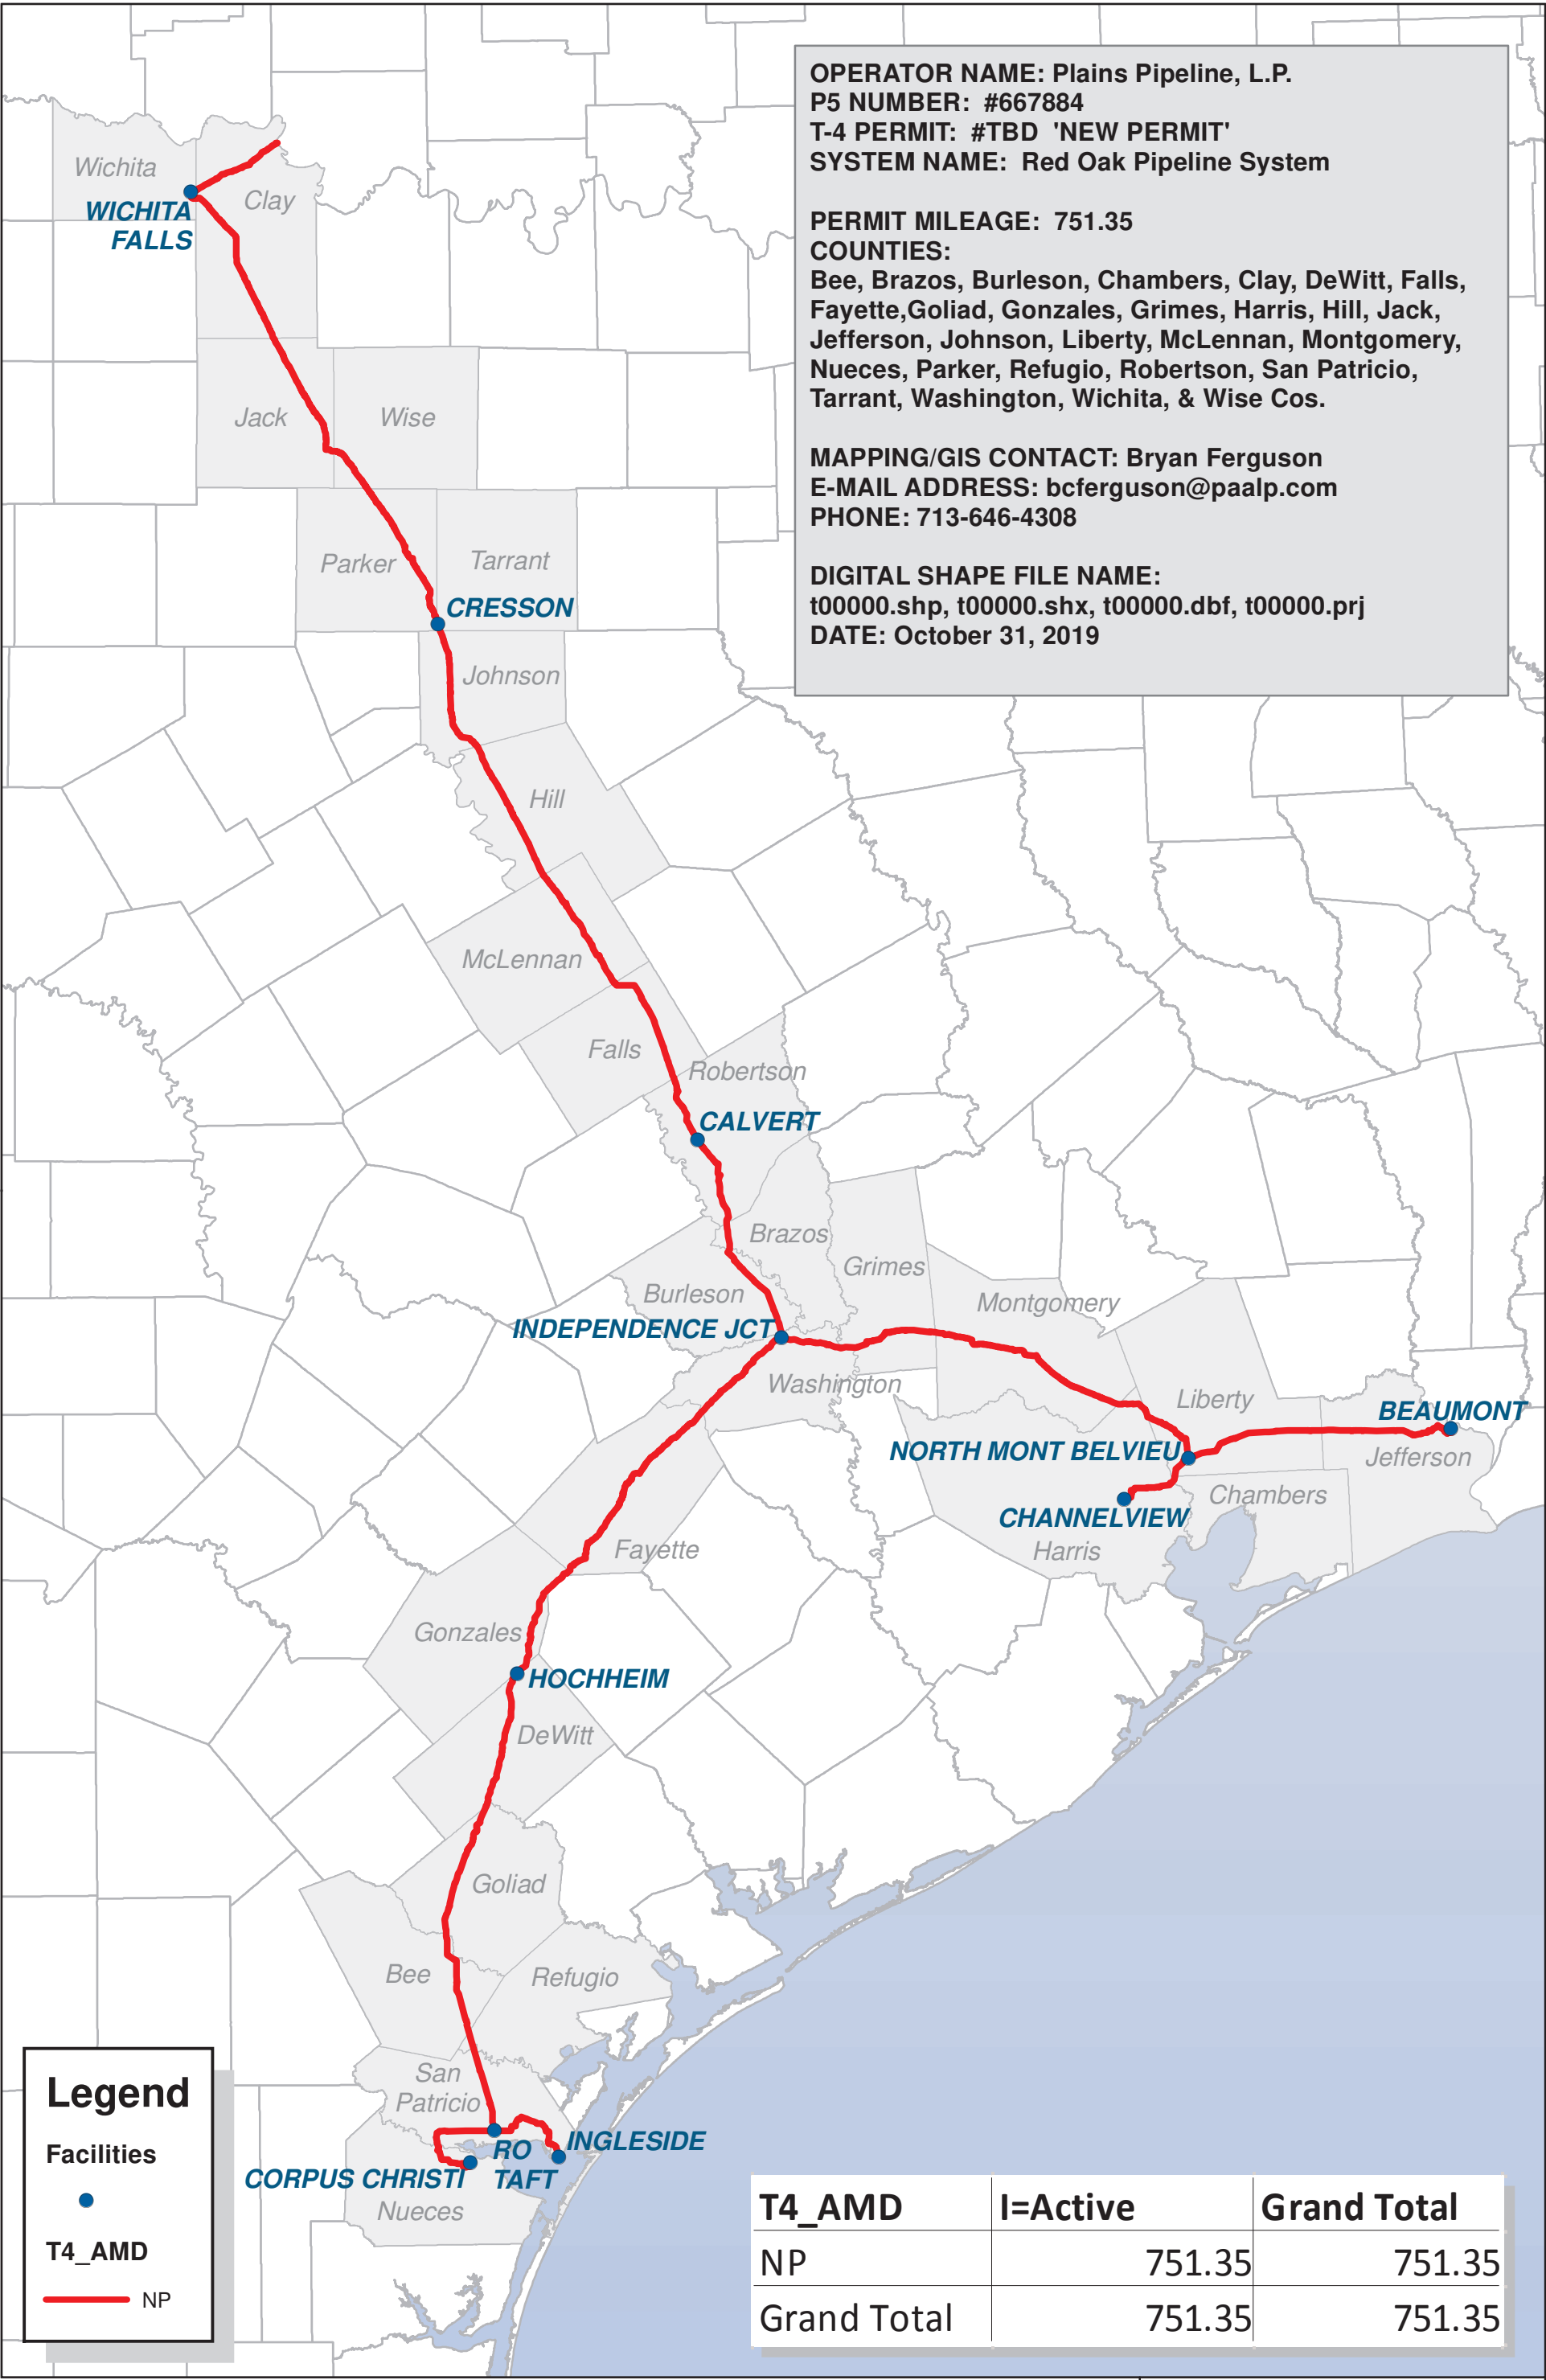 OPERATOR NAME: Plains Pipeline, L.P.
P5 NUMBER:  #667884
T-4 PERMIT:  #TBD  'NEW PERMIT'
SYSTEM NAME:  Red Oak Pipeline System
PERMIT MILEAGE:  751.35
COUNTIES:
Bee, Brazos, Burleson, Chambers, Clay, DeWitt, Falls,
Fayette,Goliad, Gonzales, Grimes, Harris, Hill, Jack,
Jefferson, Johnson, Liberty, McLennan, Montgomery,
Nueces, Parker, Refugio, Robertson, San Patricio,
Tarrant, Washington, Wichita, & Wise Cos.
MAPPING/GIS CONTACT: Bryan Ferguson
E-MAIL ADDRESS: bcferguson@paalp.com
PHONE: 713-646-4308
DIGITAL SHAPE FILE NAME:
t00000.shp, t00000.shx, t00000.dbf, t00000.prj
DATE: October 31, 2019
Wichita
Clay
WICHITA
FALLS
Jack
Wise
Parker
Tarrant
CRESSON
Johnson
Hill
McLennan
Falls
Robertson
CALVERT
Brazos
Grimes
Burleson
Montgomery
INDEPENDENCE JCT
Washington
Liberty
BEAUMONT
NORTH MONT BELVIEU
Jefferson
Chambers
CHANNELVIEW
Harris
Fayette
Gonzales
HOCHHEIM
DeWitt
Goliad
Bee
Refugio
San
Patricio
INGLESIDE
RO
TAFT
CORPUS CHRISTI
Nueces
Legend
Facilities
T4_AMD
NP
T4_AMD I=Active Grand Total
NP 751.35 751.35
Grand Total 751.35 751.35